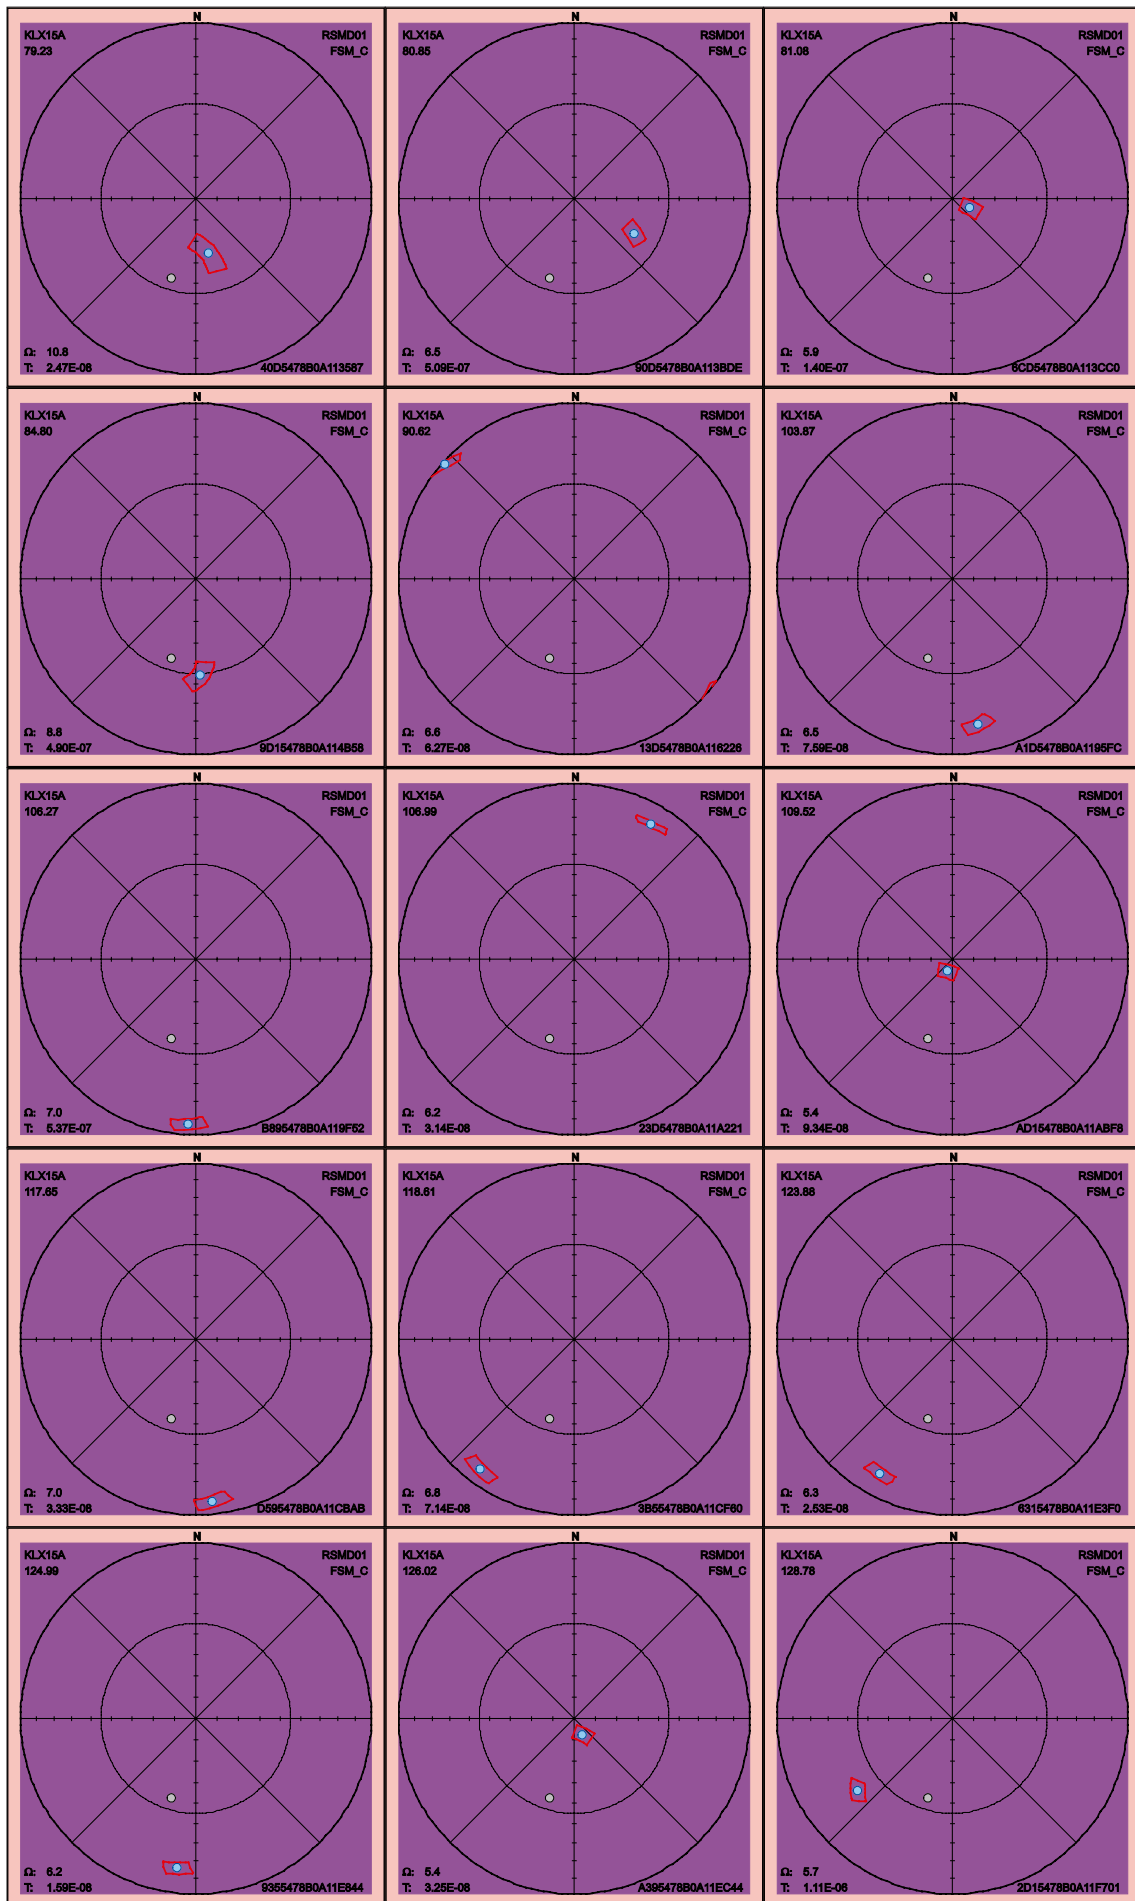 N
KLX15A RSMD01
79.23 FSM_C
Ω: 10.8
T: 2.47E-08 40D5478B0A113587
N
KLX15A RSMD01
80.85 FSM_C
Ω: 6.5
T: 5.09E-07 90D5478B0A113BDE
N
KLX15A RSMD01
81.08 FSM_C
Ω: 5.9
T: 1.40E-07 6CD5478B0A113CC0
N
KLX15A RSMD01
84.80 FSM_C
Ω: 8.8
T: 4.90E-07 9D15478B0A114B58
N
KLX15A RSMD01
90.62 FSM_C
Ω: 6.6
T: 6.27E-08 13D5478B0A116226
N
KLX15A RSMD01
103.87 FSM_C
Ω: 6.5
T: 7.59E-08 A1D5478B0A1195FC
N
KLX15A RSMD01
106.27 FSM_C
Ω: 7.0
T: 5.37E-07 B895478B0A119F52
N
KLX15A RSMD01
106.99 FSM_C
Ω: 6.2
T: 3.14E-08 23D5478B0A11A221
N
KLX15A RSMD01
109.52 FSM_C
Ω: 5.4
T: 9.34E-08 AD15478B0A11ABF8
N
KLX15A RSMD01
117.65 FSM_C
Ω: 7.0
T: 3.33E-08 D595478B0A11CBAB
N
KLX15A RSMD01
118.61 FSM_C
Ω: 6.8
T: 7.14E-08 3B55478B0A11CF60
N
KLX15A RSMD01
123.88 FSM_C
Ω: 6.3
T: 2.53E-08 6315478B0A11E3F0
N
KLX15A RSMD01
124.99 FSM_C
Ω: 6.2
T: 1.59E-08 9355478B0A11E844
N
KLX15A RSMD01
126.02 FSM_C
Ω: 5.4
T: 3.25E-08 A395478B0A11EC44
N
KLX15A RSMD01
128.78 FSM_C
Ω: 5.7
T: 1.11E-06 2D15478B0A11F701